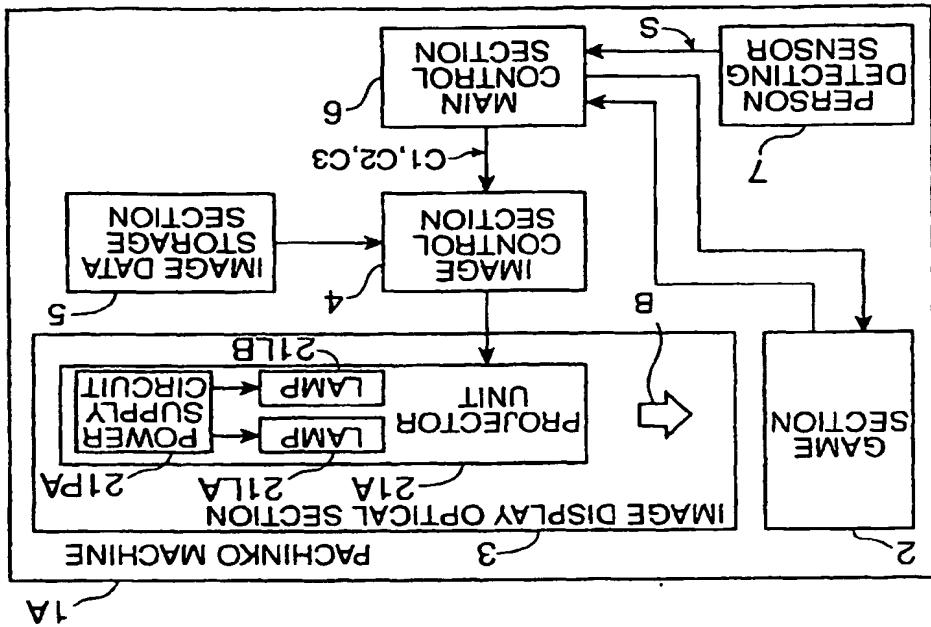 1A
PACHINKO MACHINE
2
3
IMAGE DISPLAY OPTICAL SECTION
21A
21LA
21PA
GAME
SECTION
B
PROJECTOR
UNIT
LAMP
LAMP
POWER
SUPPLY
CIRCUIT
21LB
4
5
IMAGE
CONTROL
SECTION
IMAGE DATA
STORAGE
SECTION
C1,C2,C3
7
6
PERSON
DETECTING
SENSOR
S
MAIN
CONTROL
SECTION